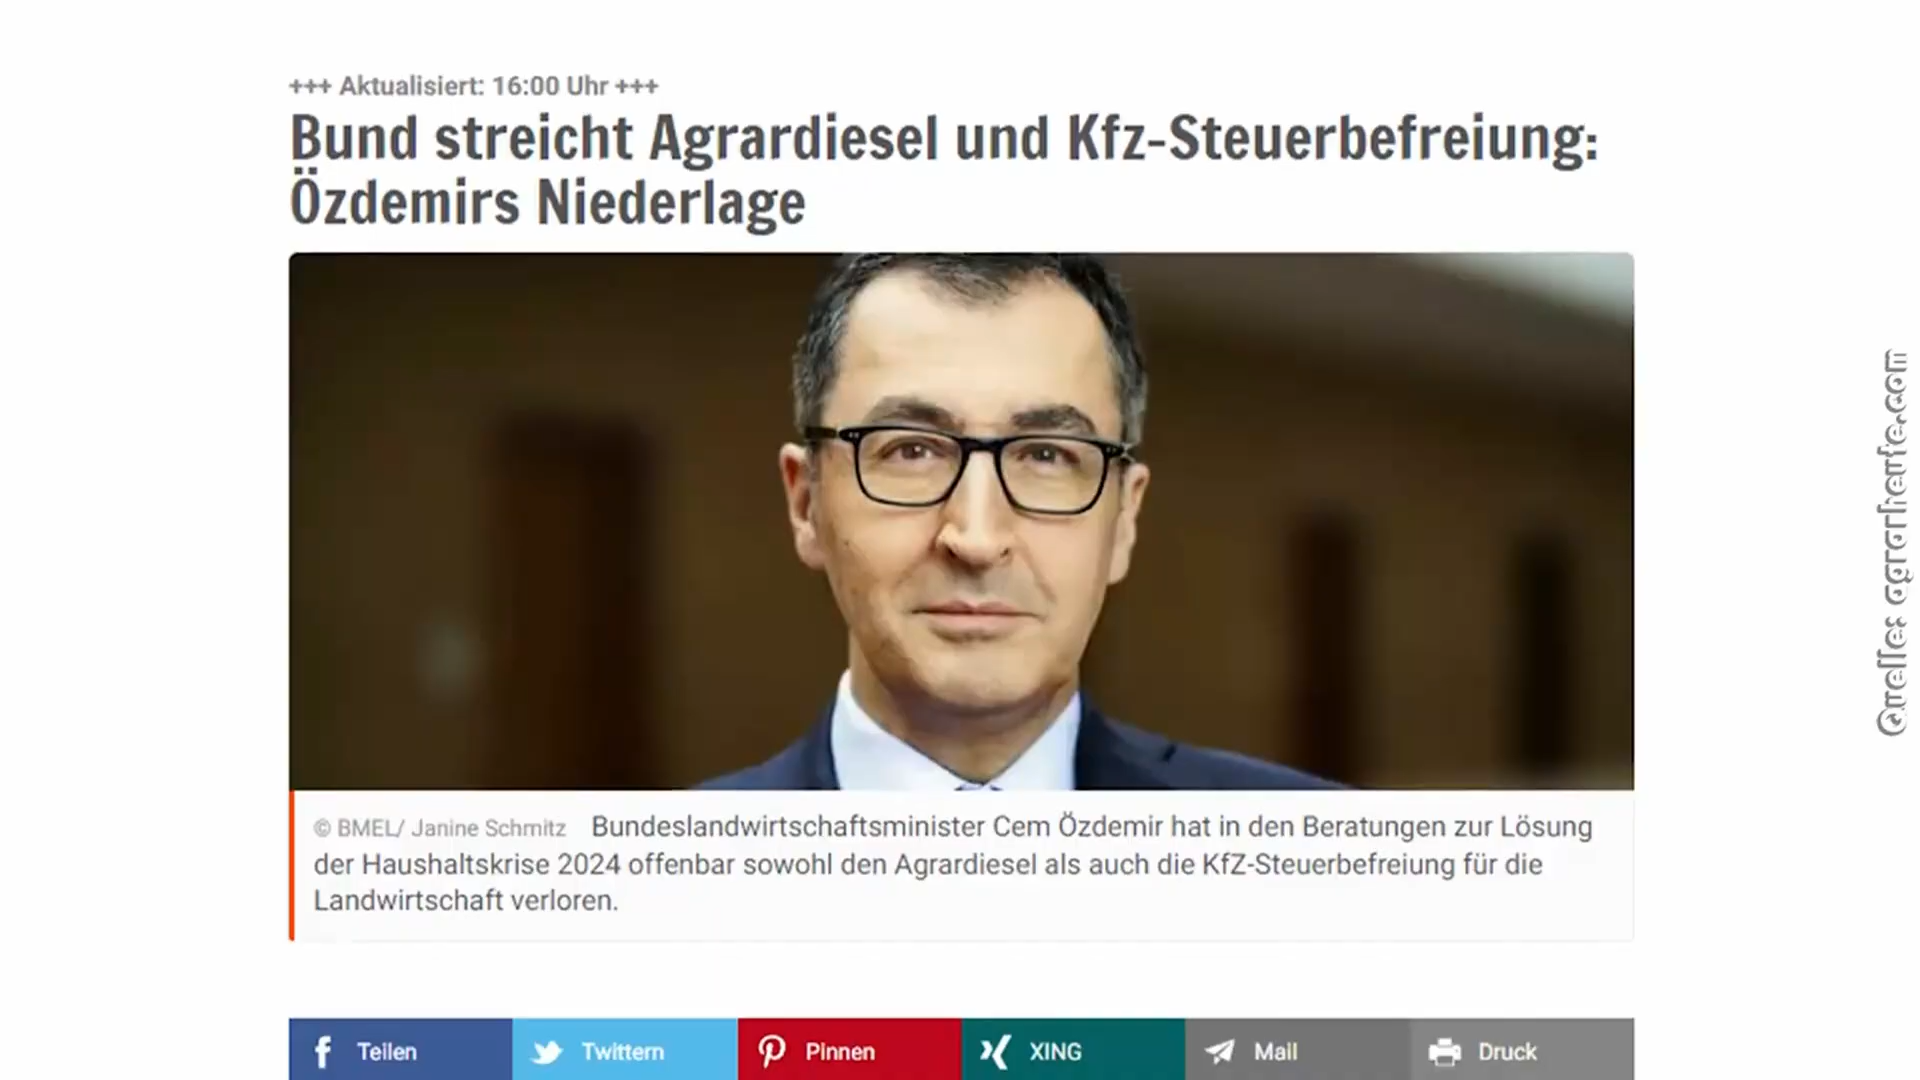 +++ Aktualisiert: 16:00 Uhr +++
Bund streicht Agrardiesel und Kfz-Steuerbefreiung:
Özdemirs Niederlage
© BMEL/ Janine Schmitz Bundeslandwirtschaftsminister Cem Özdemir hat in den Beratungen zur Lösung
der Haushaltskrise 2024 offenbar sowohl den Agrardiesel als auch die KfZ-Steuerbefreiung für die
Landwirtschaft verloren.
Teilen
Twittern
Pinnen
XING
Mail
Druck
Quelle: agrarheute.com